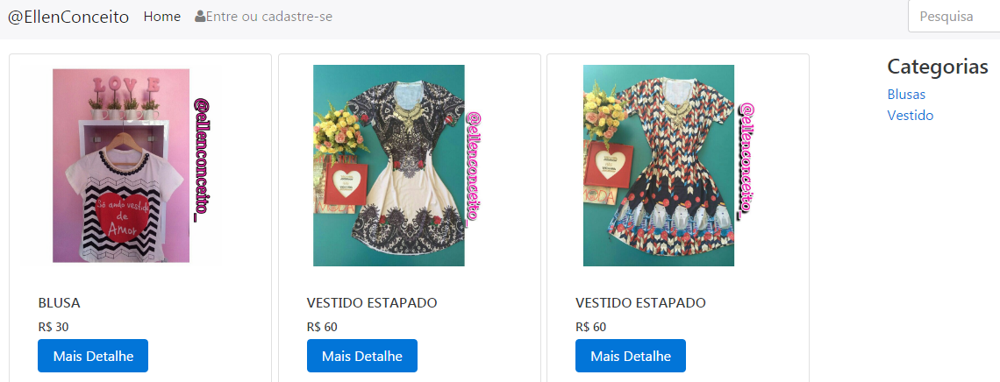 @EllenConceito
Home
Entre ou cadastre-se
Pesquisa
LOVE
@ellenconceito_
Só ando vestida
de
Amor
@ellenconceito_
MODA
@ellenconceito_
Categorias
Blusas
Vestido
BLUSA
R$ 30
Mais Detalhe
VESTIDO ESTAPADO
R$ 60
Mais Detalhe
VESTIDO ESTAPADO
R$ 60
Mais Detalhe